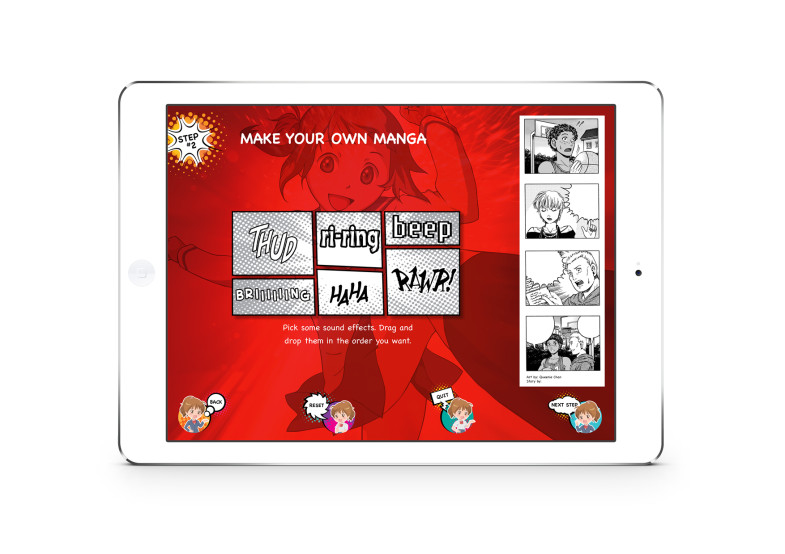 STEP
#2
MAKE YOUR OWN MANGA
THUD
ri-ring
beep
BRIIIIIIING
HAHA
RAWR!
Pick some sound effects. Drag and
drop them in the order you want.
Art by: Queenie Chan
Story by:
BACK
RESET
QUIT
NEXT STEP